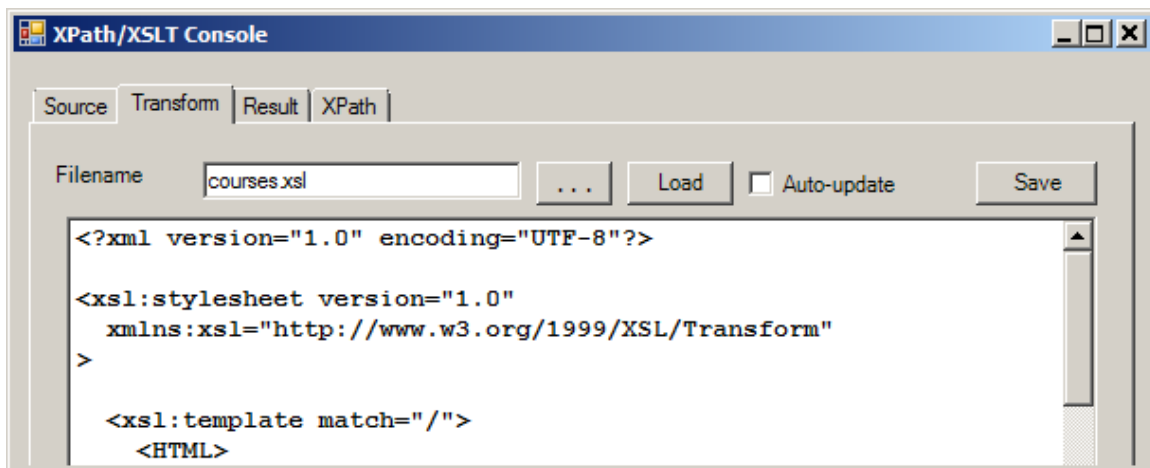 XPath/XSLT Console
Source Transform Result XPath
Filename courses.xsl ... Load Auto-update Save
<?xml version="1.0" encoding="UTF-8"?>
<xsl:stylesheet version="1.0"
xmlns:xsl="http://www.w3.org/1999/XSL/Transform"
>
<xsl:template match="/">
<HTML>